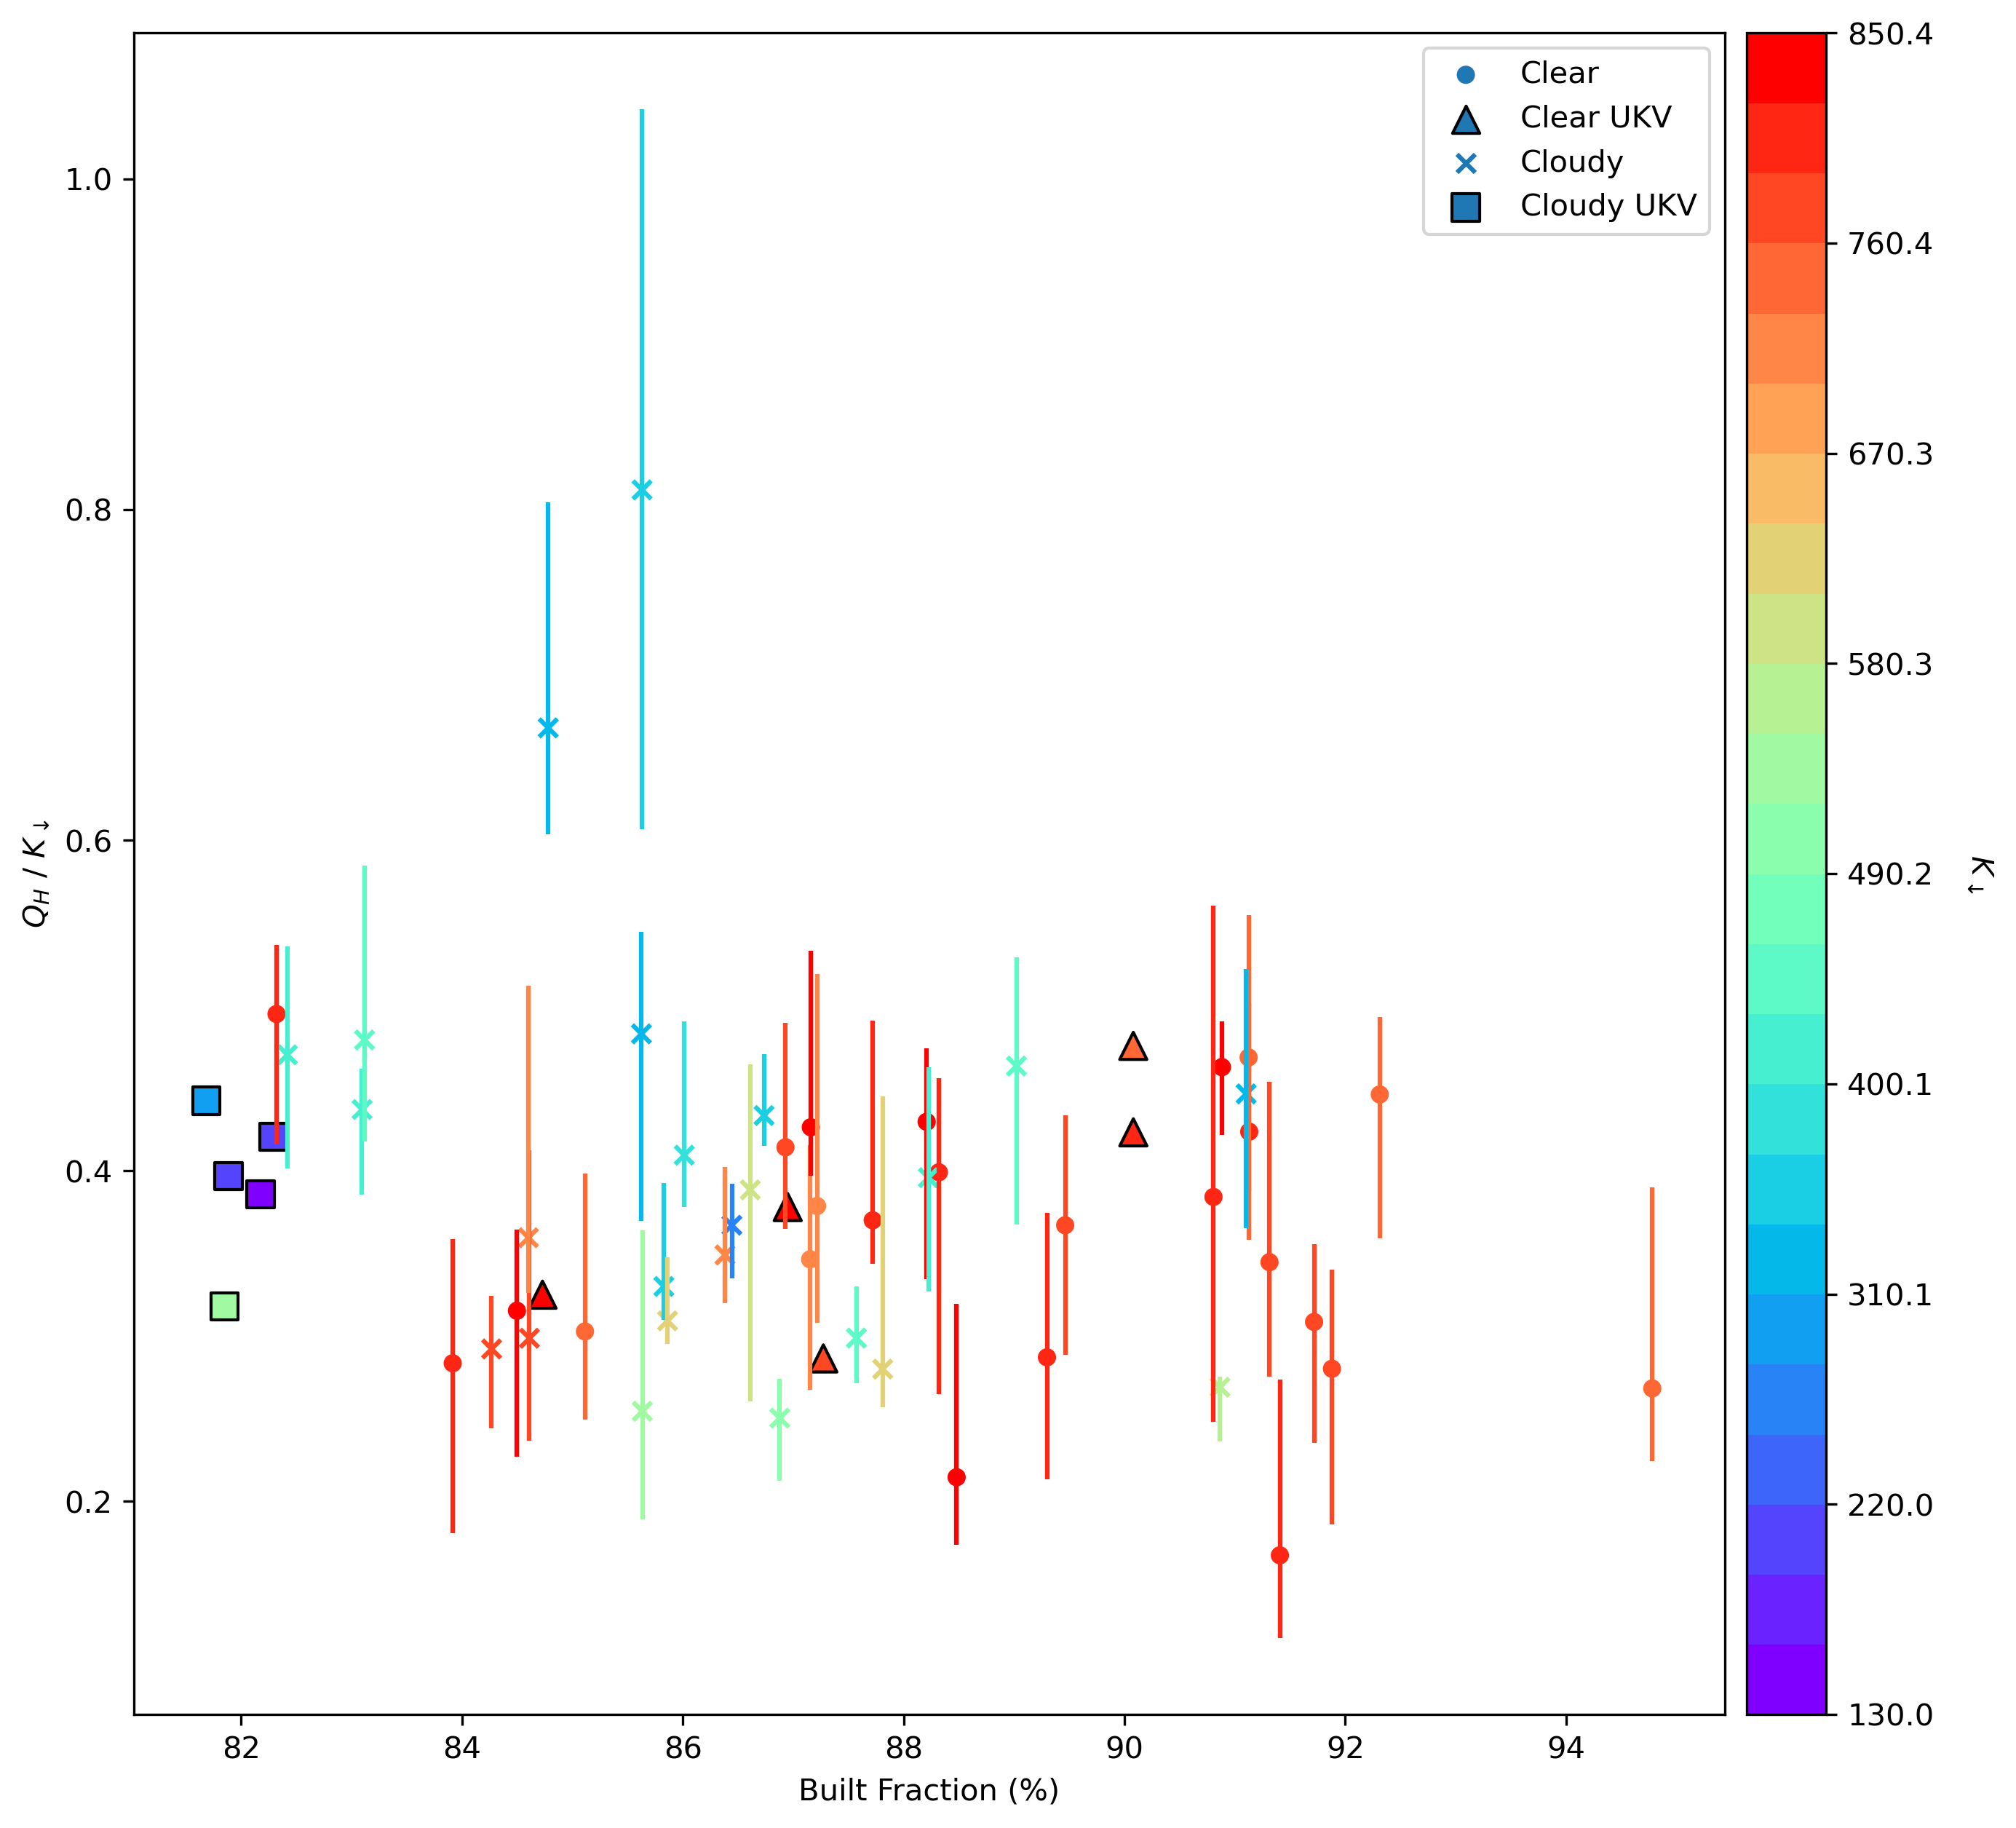 Clear
Clear UKV
Cloudy
Cloudy UKV
1.0
0.8
0.6
0.4
0.2
Q_H / K↓
82 84 86 88 90 92 94
Built Fraction (%)
850.4
760.4
670.3
580.3
490.2
400.1
310.1
220.0
130.0
K↓